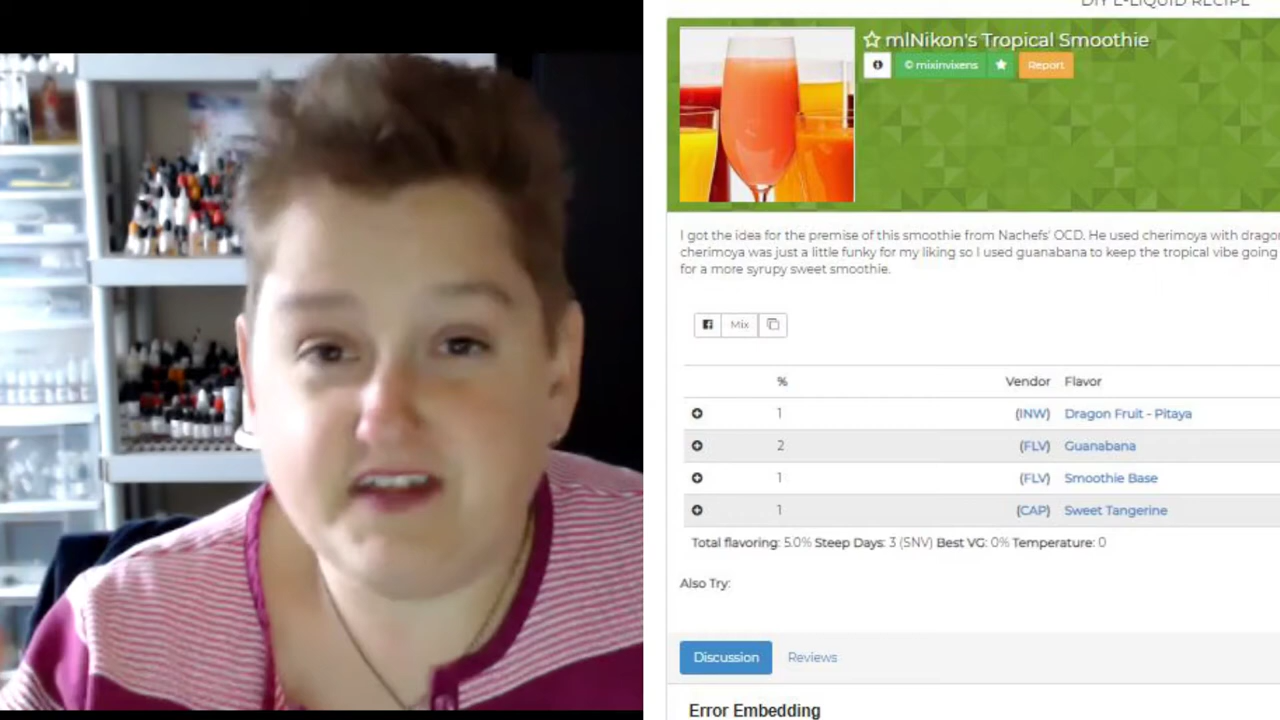 DIY E-LIQUID RECIPE
mlNikon's Tropical Smoothie
© mixinvixens
Report
I got the idea for the premise of this smoothie from Nachefs' OCD. He used cherimoya with dragon
cherimoya was just a little funky for my liking so I used guanabana to keep the tropical vibe going
for a more syrupy sweet smoothie.
Mix
% Vendor Flavor
1 (INW) Dragon Fruit - Pitaya
2 (FLV) Guanabana
1 (FLV) Smoothie Base
1 (CAP) Sweet Tangerine
Total flavoring: 5.0% Steep Days: 3 (SNV) Best VG: 0% Temperature: 0
Also Try:
Discussion Reviews
Error Embedding